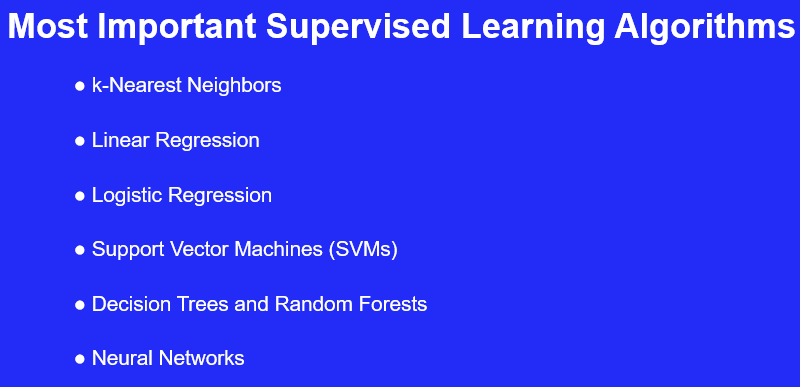 Most Important Supervised Learning Algorithms
● k-Nearest Neighbors
● Linear Regression
● Logistic Regression
● Support Vector Machines (SVMs)
● Decision Trees and Random Forests
● Neural Networks